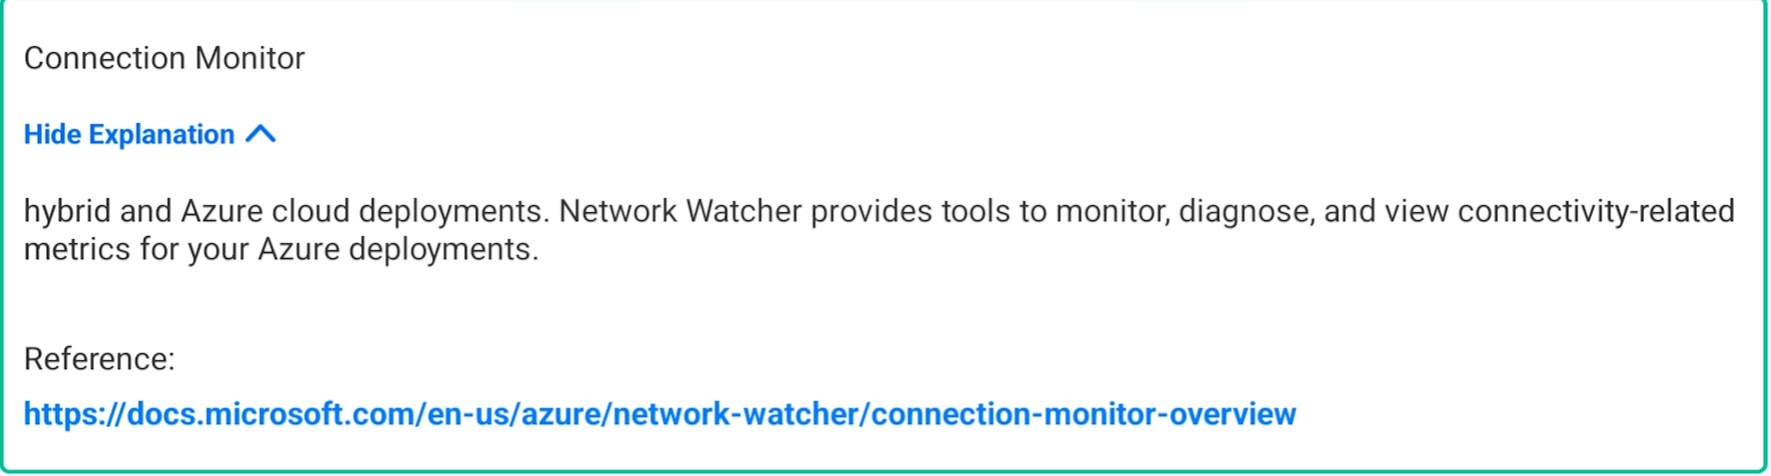 Connection Monitor
Hide Explanation
hybrid and Azure cloud deployments. Network Watcher provides tools to monitor, diagnose, and view connectivity-related
metrics for your Azure deployments.
Reference:
https://docs.microsoft.com/en-us/azure/network-watcher/connection-monitor-overview